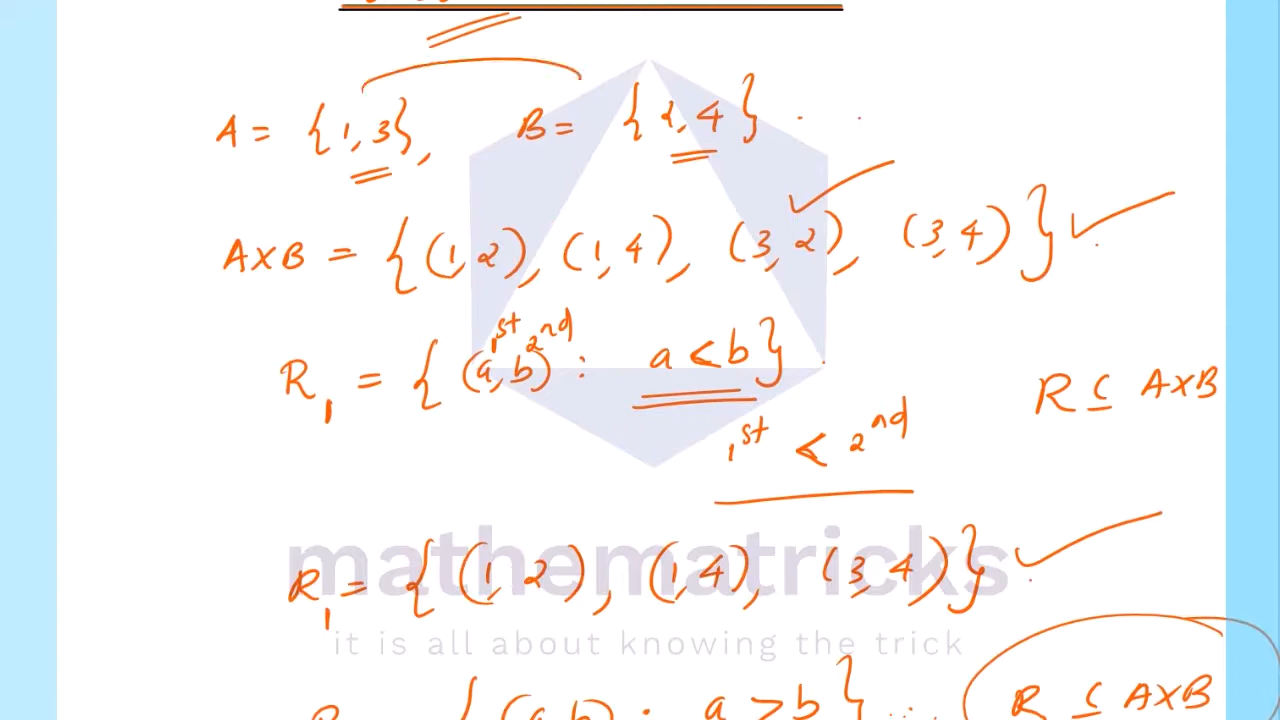 A = {1, 3}, B = {2, 4}
A×B = {(1, 2), (1, 4), (3, 2), (3, 4)}
1st 2nd
R1 = {(a, b) : a < b}
R ⊆ A×B
1st < 2nd
mathematricks
R1 = {(1, 2), (1, 4), (3, 4)}
it is all about knowing the trick
{(a, b) : a > b}
R ⊆ A×B